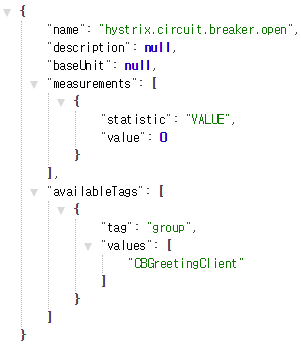 {
"name": "hystrix.circuit.breaker.open",
"description": null,
"baseUnit": null,
"measurements": [
{
"statistic": "VALUE",
"value": 0
}
],
"availableTags": [
{
"tag": "group",
"values": [
"CBGreetingClient"
]
}
]
}